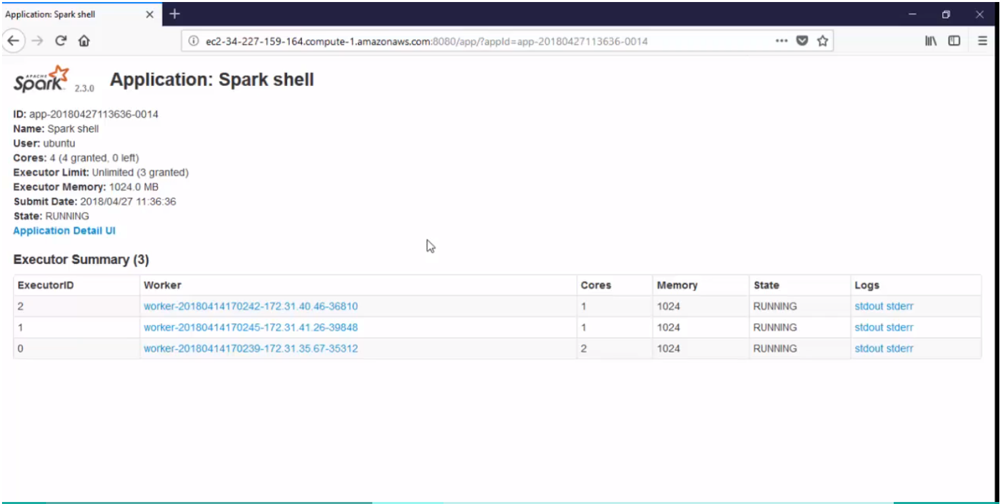 Application: Spark shell
ec2-34-227-159-164.compute-1.amazonaws.com:8080/app/?appId=app-20180427113636-0014
APACHE
Spark 2.3.0 Application: Spark shell
ID: app-20180427113636-0014
Name: Spark shell
User: ubuntu
Cores: 4 (4 granted, 0 left)
Executor Limit: Unlimited (3 granted)
Executor Memory: 1024.0 MB
Submit Date: 2018/04/27 11:36:36
State: RUNNING
Application Detail UI
Executor Summary (3)
ExecutorID Worker Cores Memory State Logs
2 worker-20180414170242-172.31.40.46-36810 1 1024 RUNNING stdout stderr
1 worker-20180414170245-172.31.41.26-39848 1 1024 RUNNING stdout stderr
0 worker-20180414170239-172.31.35.67-35312 2 1024 RUNNING stdout stderr